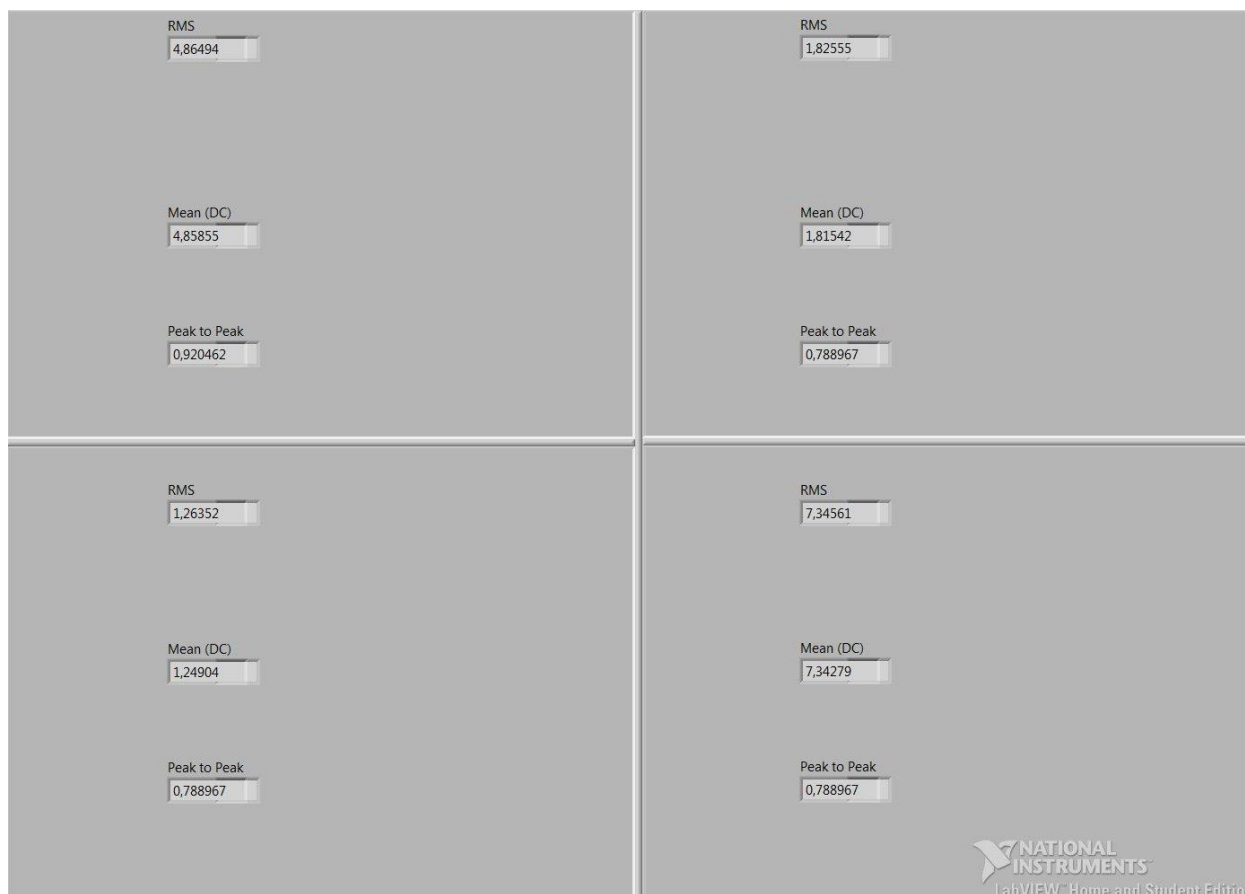 RMS
4,86494
Mean (DC)
4,85855
Peak to Peak
0,920462
RMS
1,82555
Mean (DC)
1,81542
Peak to Peak
0,788967
RMS
1,26352
Mean (DC)
1,24904
Peak to Peak
0,788967
RMS
7,34561
Mean (DC)
7,34279
Peak to Peak
0,788967
NATIONAL
INSTRUMENTS
LabVIEW™ Home and Student Edition